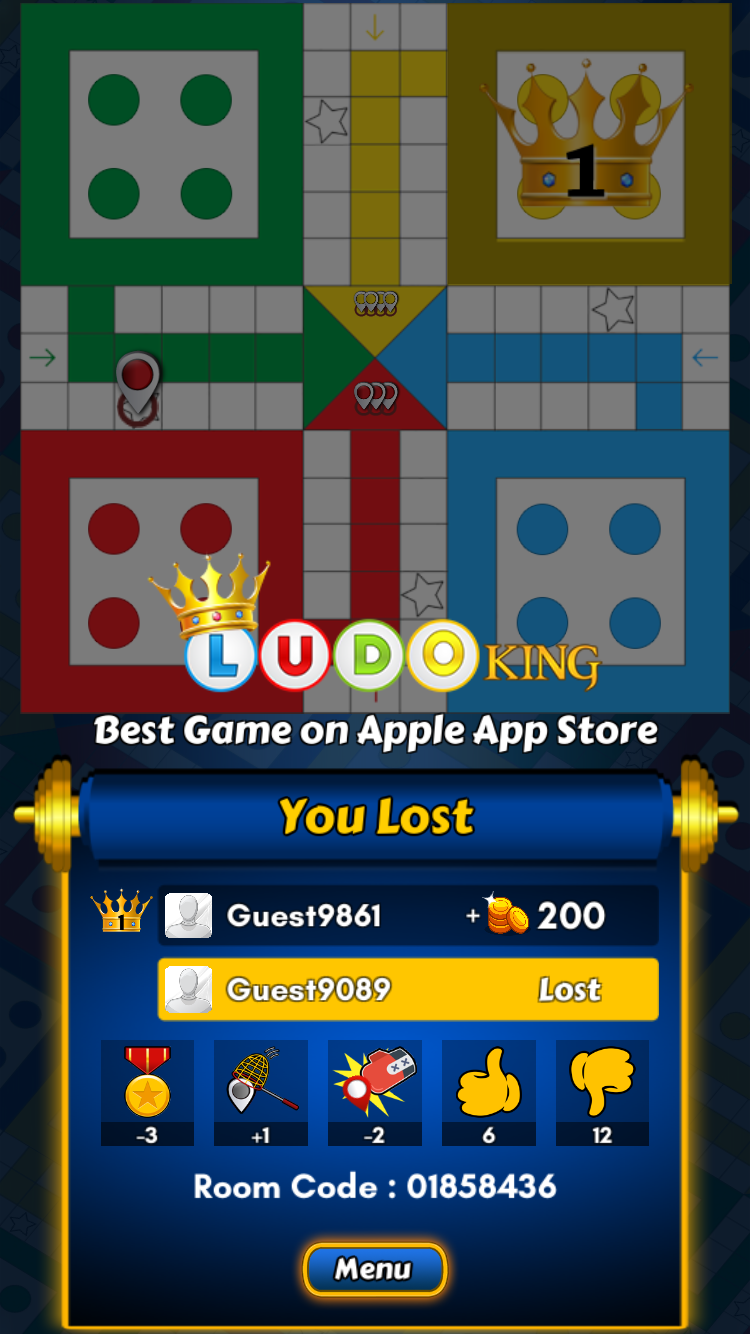 1
LUDO KING
Best Game on Apple App Store
You Lost
1 Guest9861 + 200
Guest9089 Lost
-3 +1 -2 6 12
Room Code : 01858436
Menu